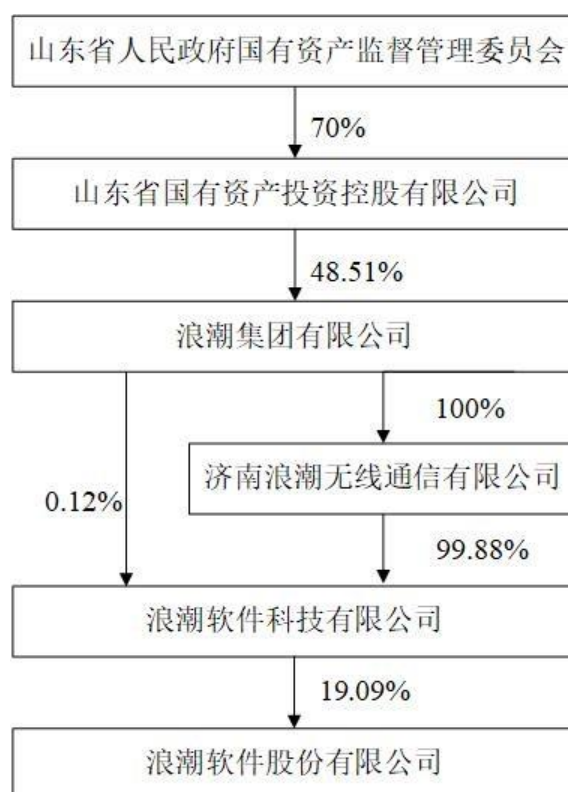 山东省人民政府国有资产监督管理委员会
70%
山东省国有资产投资控股有限公司
48.51%
浪潮集团有限公司
100%
济南浪潮无线通信有限公司
0.12%
99.88%
浪潮软件科技有限公司
19.09%
浪潮软件股份有限公司